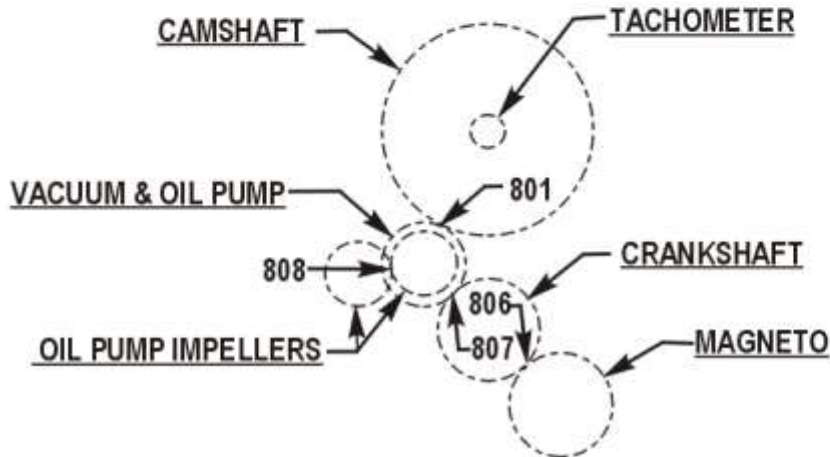 CAMSHAFT
TACHOMETER
VACUUM & OIL PUMP
801
808
CRANKSHAFT
806
807
OIL PUMP IMPELLERS
MAGNETO